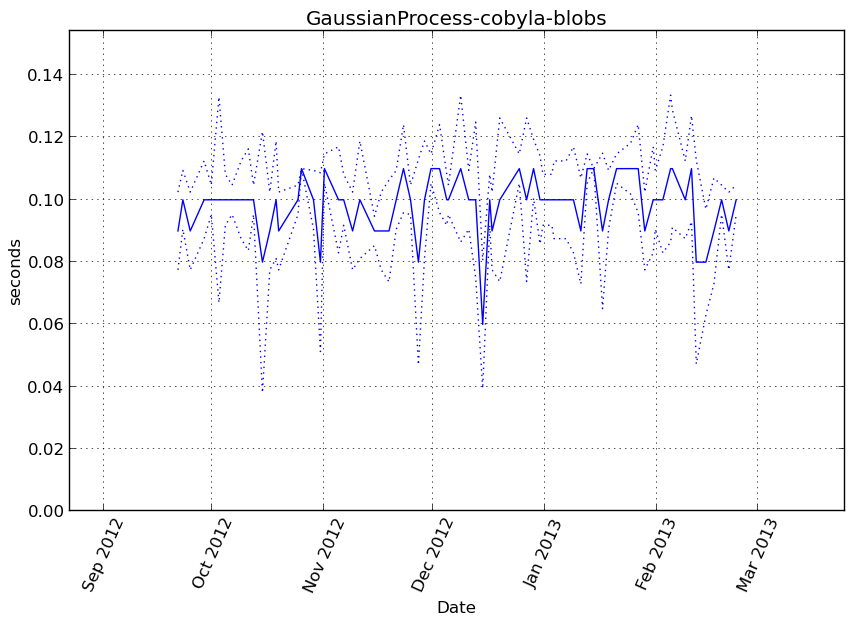 GaussianProcess-cobyla-blobs
0.14
0.12
0.10
0.08
0.06
0.04
0.02
0.00
seconds
Sep 2012
Oct 2012
Nov 2012
Dec 2012
Jan 2013
Feb 2013
Mar 2013
Date